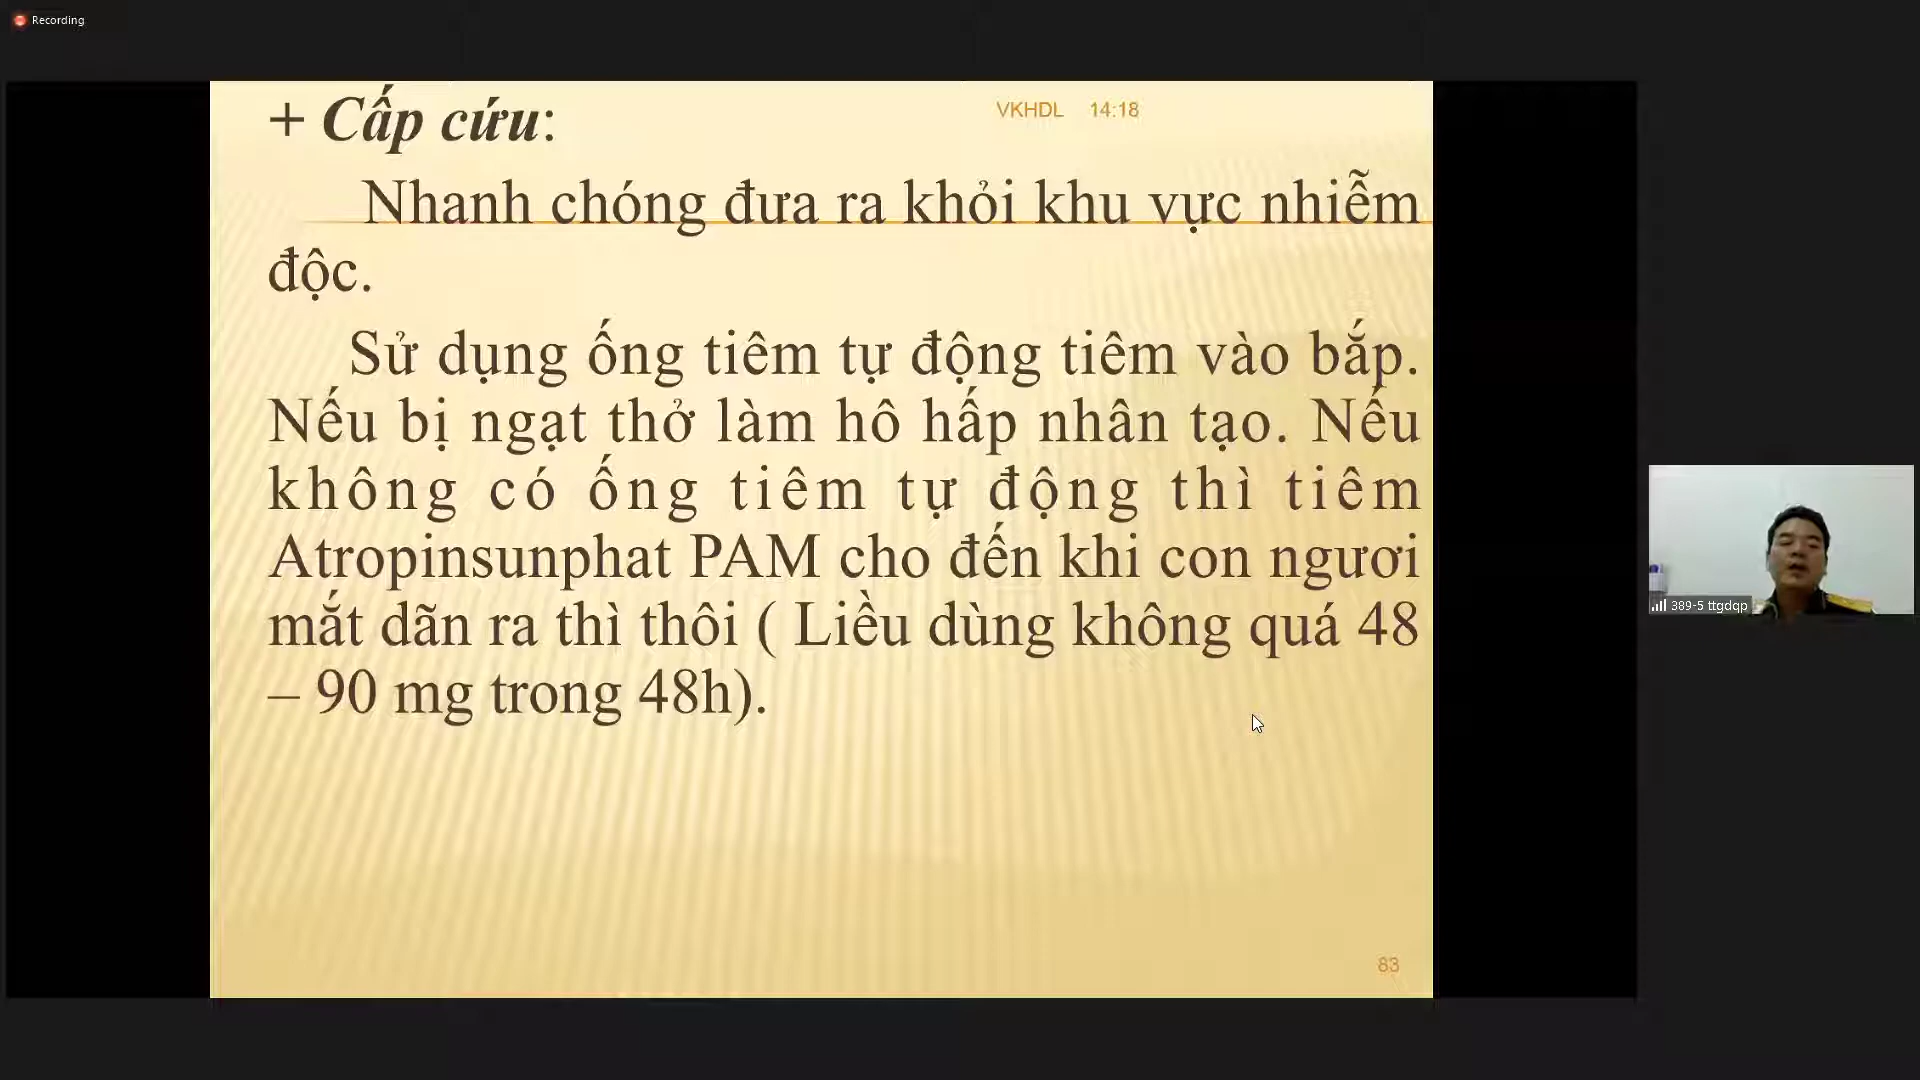 Recording
+ Cấp cứu:
VKHDL 14:18
Nhanh chóng đưa ra khỏi khu vực nhiễm
độc.
Sử dụng ống tiêm tự động tiêm vào bắp.
Nếu bị ngạt thở làm hô hấp nhân tạo. Nếu
không có ống tiêm tự động thì tiêm
Atropinsunphat PAM cho đến khi con ngươi
mắt dãn ra thì thôi ( Liều dùng không quá 48
– 90 mg trong 48h).
83
389-5 ttgdqp